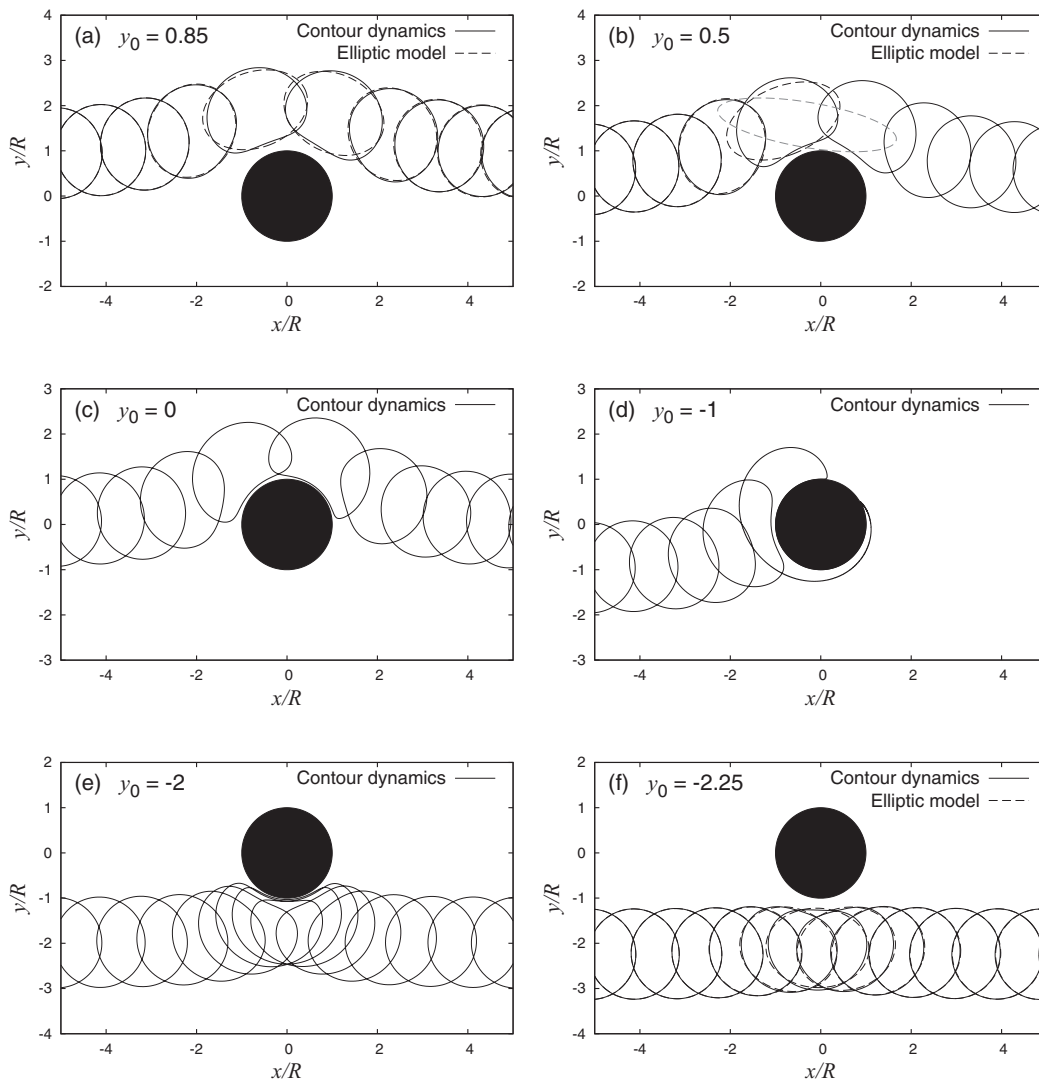 (a) y0 = 0.85
Contour dynamics
Elliptic model
4
3
2
1
0
-1
-2
y/R
-4
-2
0
2
4
x/R
(b) y0 = 0.5
Contour dynamics
Elliptic model
4
3
2
1
0
-1
-2
y/R
-4
-2
0
2
4
x/R
(c) y0 = 0
Contour dynamics
3
2
1
0
-1
-2
-3
y/R
-4
-2
0
2
4
x/R
(d) y0 = -1
Contour dynamics
3
2
1
0
-1
-2
-3
y/R
-4
-2
0
2
4
x/R
(e) y0 = -2
Contour dynamics
2
1
0
-1
-2
-3
-4
y/R
-4
-2
0
2
4
x/R
(f) y0 = -2.25
Contour dynamics
Elliptic model
2
1
0
-1
-2
-3
-4
y/R
-4
-2
0
2
4
x/R